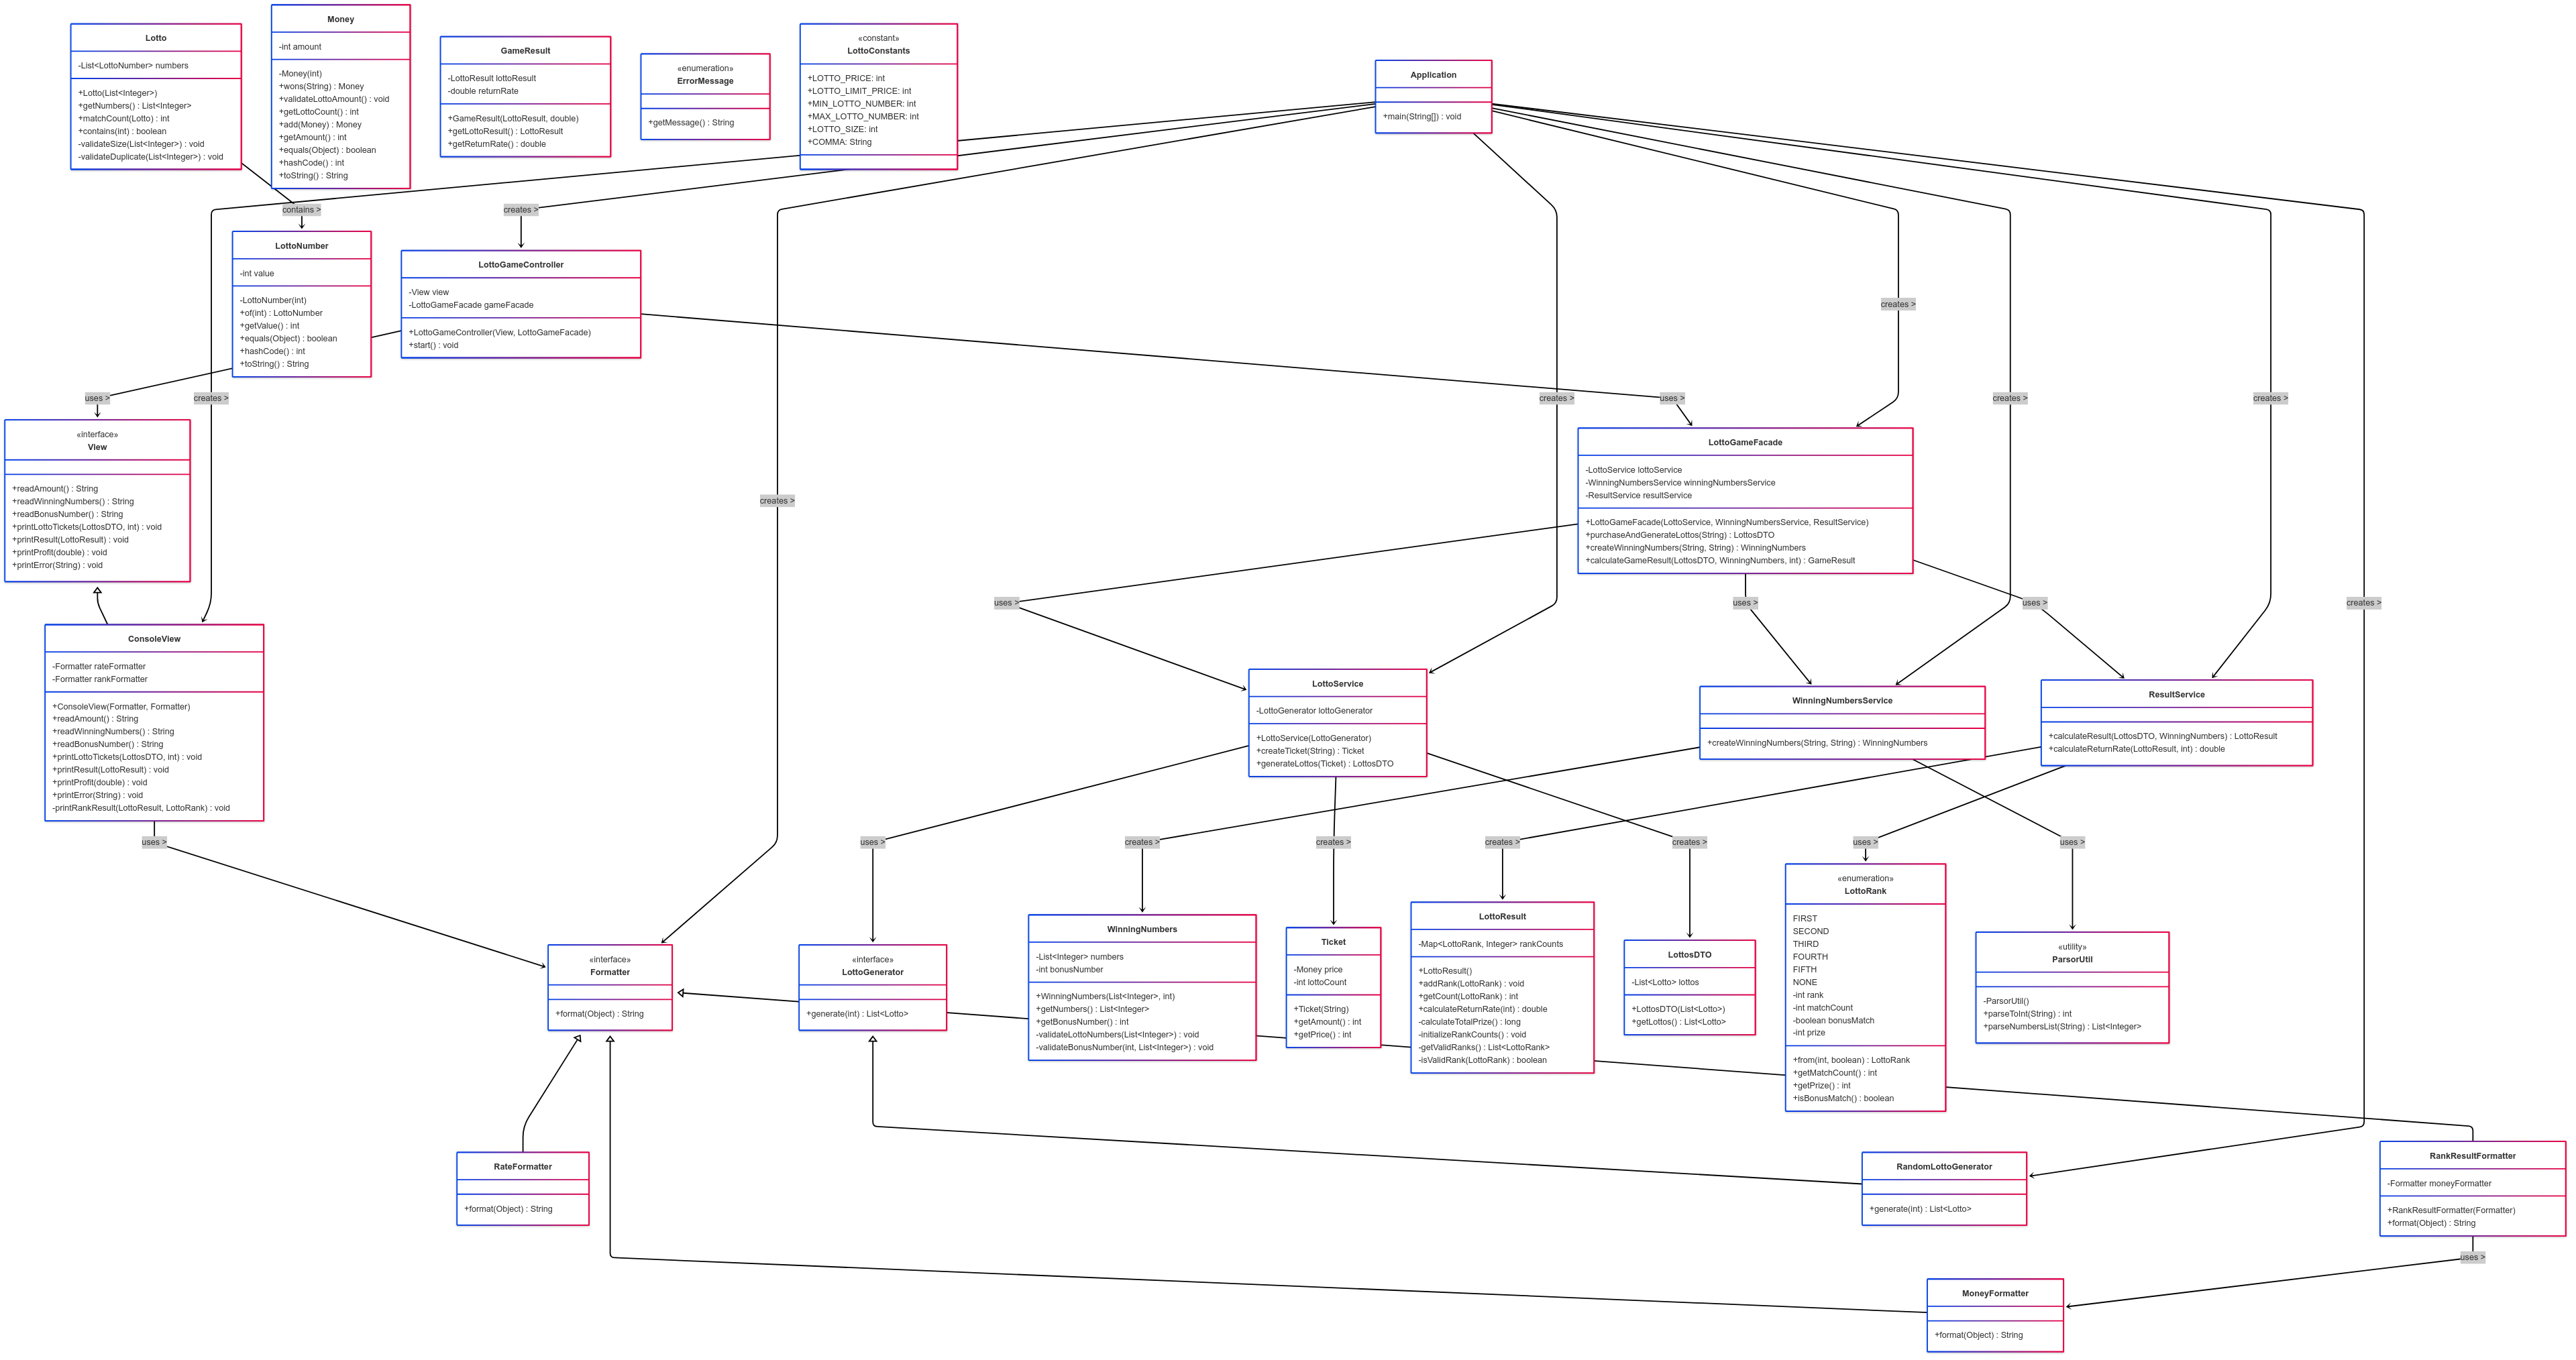 Lotto
-List<LottoNumber> numbers
+Lotto(List<Integer>)
+getNumbers() : List<Integer>
+matchCount(Lotto) : int
+contains(int) : boolean
-validateSize(List<Integer>) : void
-validateDuplicate(List<Integer>) : void
Money
-int amount
-Money(int)
+wons(String) : Money
+validateLottoAmount() : void
+getLottoCount() : int
+add(Money) : Money
+getAmount() : int
+equals(Object) : boolean
+hashCode() : int
+toString() : String
GameResult
-LottoResult lottoResult
-double returnRate
+GameResult(LottoResult, double)
+getLottoResult() : LottoResult
+getReturnRate() : double
«enumeration»
ErrorMessage
+getMessage() : String
«constant»
LottoConstants
+LOTTO_PRICE: int
+LOTTO_LIMIT_PRICE: int
+MIN_LOTTO_NUMBER: int
+MAX_LOTTO_NUMBER: int
+LOTTO_SIZE: int
+COMMA: String
Application
+main(String[]) : void
contains >
creates >
LottoNumber
-int value
-LottoNumber(int)
+of(int) : LottoNumber
+getValue() : int
+equals(Object) : boolean
+hashCode() : int
+toString() : String
LottoGameController
-View view
-LottoGameFacade gameFacade
+LottoGameController(View, LottoGameFacade)
+start() : void
creates >
uses >
creates >
creates >
uses >
creates >
creates >
«interface»
View
+readAmount() : String
+readWinningNumbers() : String
+readBonusNumber() : String
+printLottoTickets(LottosDTO, int) : void
+printResult(LottoResult) : void
+printProfit(double) : void
+printError(String) : void
creates >
LottoGameFacade
-LottoService lottoService
-WinningNumbersService winningNumbersService
-ResultService resultService
+LottoGameFacade(LottoService, WinningNumbersService, ResultService)
+purchaseAndGenerateLottos(String) : LottosDTO
+createWinningNumbers(String, String) : WinningNumbers
+calculateGameResult(LottosDTO, WinningNumbers, int) : GameResult
uses >
uses >
uses >
creates >
ConsoleView
-Formatter rateFormatter
-Formatter rankFormatter
+ConsoleView(Formatter, Formatter)
+readAmount() : String
+readWinningNumbers() : String
+readBonusNumber() : String
+printLottoTickets(LottosDTO, int) : void
+printResult(LottoResult) : void
+printProfit(double) : void
+printError(String) : void
-printRankResult(LottoResult, LottoRank) : void
LottoService
-LottoGenerator lottoGenerator
+LottoService(LottoGenerator)
+createTicket(String) : Ticket
+generateLottos(Ticket) : LottosDTO
WinningNumbersService
+createWinningNumbers(String, String) : WinningNumbers
ResultService
+calculateResult(LottosDTO, WinningNumbers) : LottoResult
+calculateReturnRate(LottoResult, int) : double
uses >
uses >
creates >
creates >
creates >
creates >
uses >
uses >
«interface»
Formatter
+format(Object) : String
«interface»
LottoGenerator
+generate(int) : List<Lotto>
WinningNumbers
-List<Integer> numbers
-int bonusNumber
+WinningNumbers(List<Integer>, int)
+getNumbers() : List<Integer>
+getBonusNumber() : int
-validateLottoNumbers(List<Integer>) : void
-validateBonusNumber(int, List<Integer>) : void
Ticket
-Money price
-int lottoCount
+Ticket(String)
+getAmount() : int
+getPrice() : int
LottoResult
-Map<LottoRank, Integer> rankCounts
+LottoResult()
+addRank(LottoRank) : void
+getCount(LottoRank) : int
+calculateReturnRate(int) : double
-calculateTotalPrize() : long
-initializeRankCounts() : void
-getValidRanks() : List<LottoRank>
-isValidRank(LottoRank) : boolean
LottosDTO
-List<Lotto> lottos
+LottosDTO(List<Lotto>)
+getLottos() : List<Lotto>
«enumeration»
LottoRank
FIRST
SECOND
THIRD
FOURTH
FIFTH
NONE
-int rank
-int matchCount
-boolean bonusMatch
-int prize
+from(int, boolean) : LottoRank
+getMatchCount() : int
+getPrize() : int
+isBonusMatch() : boolean
«utility»
ParsorUtil
-ParsorUtil()
+parseToInt(String) : int
+parseNumbersList(String) : List<Integer>
RateFormatter
+format(Object) : String
RandomLottoGenerator
+generate(int) : List<Lotto>
RankResultFormatter
-Formatter moneyFormatter
+RankResultFormatter(Formatter)
+format(Object) : String
uses >
MoneyFormatter
+format(Object) : String